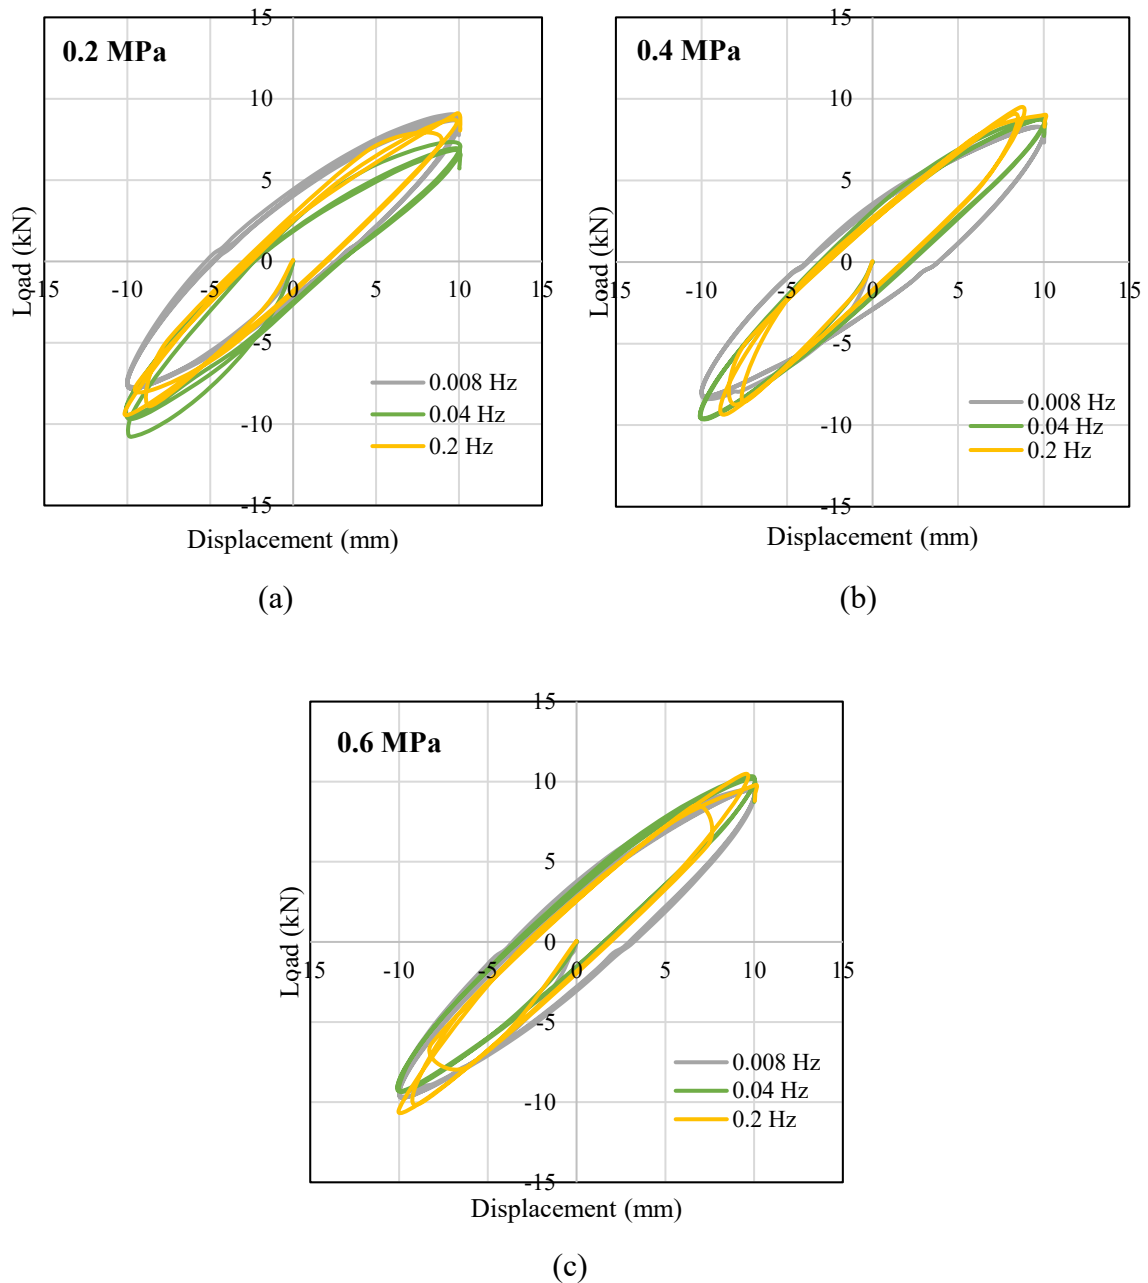 15
0.2 MPa
10
5
0
-5
-10
-15
15 -10 -5 0 5 10 15
Load (kN)
0.008 Hz
0.04 Hz
0.2 Hz
Displacement (mm)
(a)
15
0.4 MPa
10
5
0
-5
-10
-15
15 -10 -5 0 5 10 15
Load (kN)
0.008 Hz
0.04 Hz
0.2 Hz
Displacement (mm)
(b)
15
0.6 MPa
10
5
0
-5
-10
-15
15 -10 -5 0 5 10 15
Load (kN)
0.008 Hz
0.04 Hz
0.2 Hz
Displacement (mm)
(c)